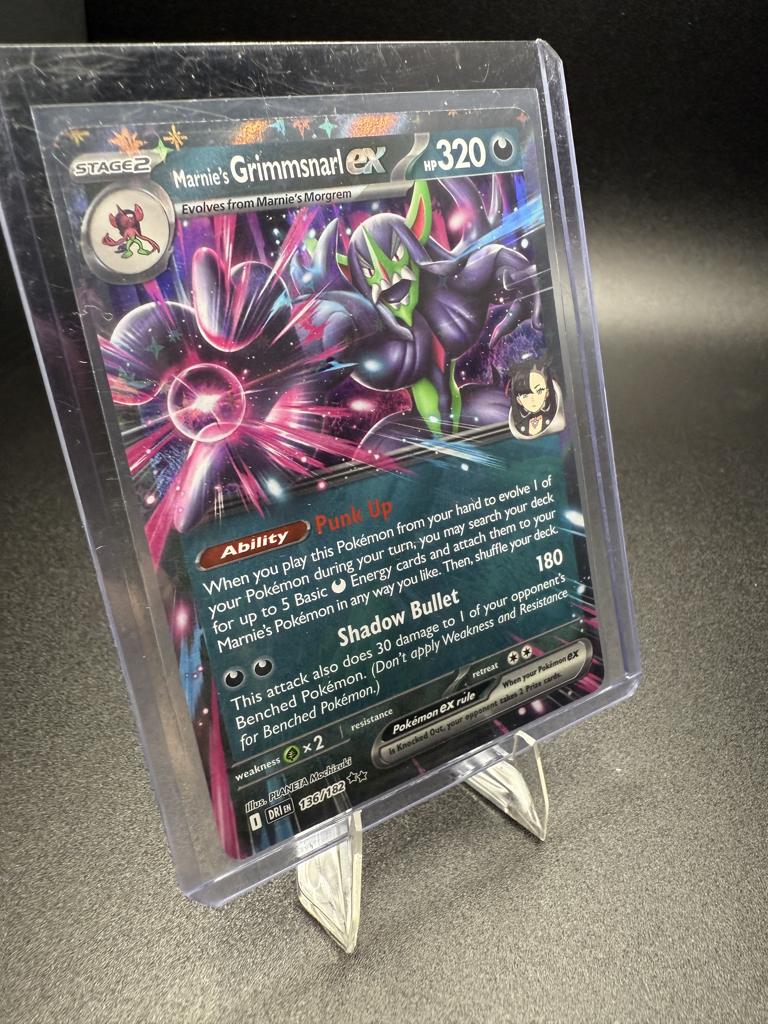 STAGE2
Marnie's Grimmsnarl ex HP 320
Evolves from Marnie's Morgrem
Ability Punk Up
When you play this Pokémon from your hand to evolve 1 of
your Pokémon during your turn, you may search your deck
for up to 5 Basic Energy cards and attach them to your
Marnie's Pokémon in any way you like. Then, shuffle your deck.
Shadow Bullet 180
This attack also does 30 damage to 1 of your opponent's
Benched Pokémon. (Don't apply Weakness and Resistance
for Benched Pokémon.)
weakness ×2 resistance retreat
Pokémon ex rule When your Pokémon ex
is Knocked Out, your opponent takes 2 Prize cards.
Illus. PLANETA Mochizuki
I DRI EN 136/182 ★★